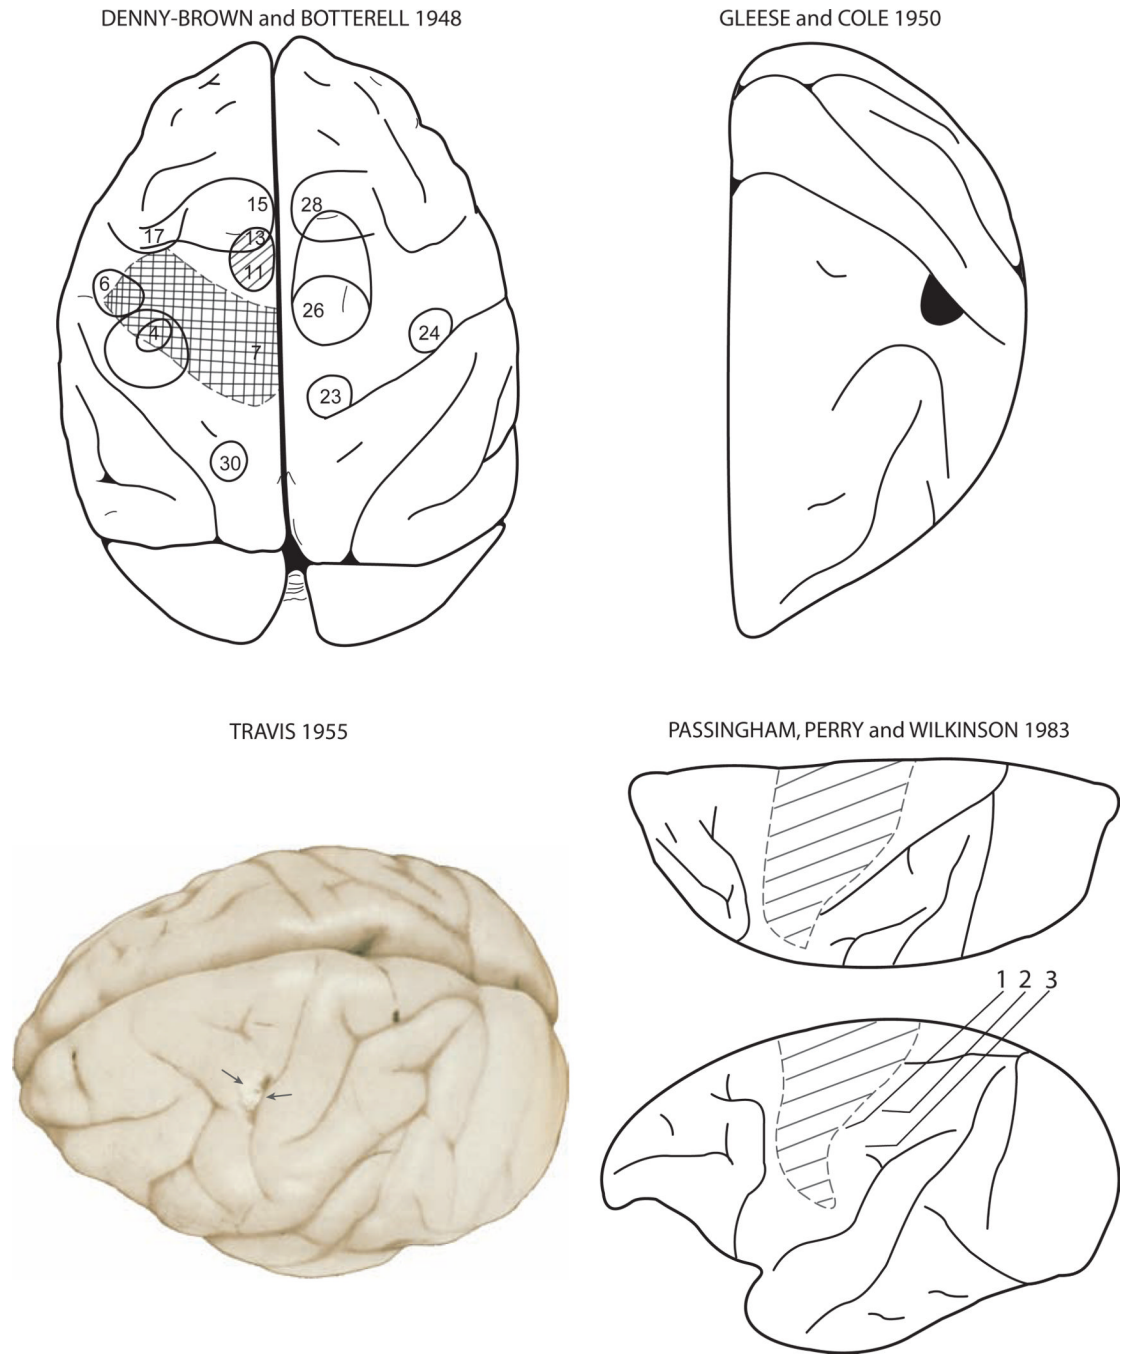 DENNY-BROWN and BOTTERELL 1948
GLEESE and COLE 1950
15
28
17
13
11
6
26
4
24
7
23
30
TRAVIS 1955
PASSINGHAM, PERRY and WILKINSON 1983
1 2 3